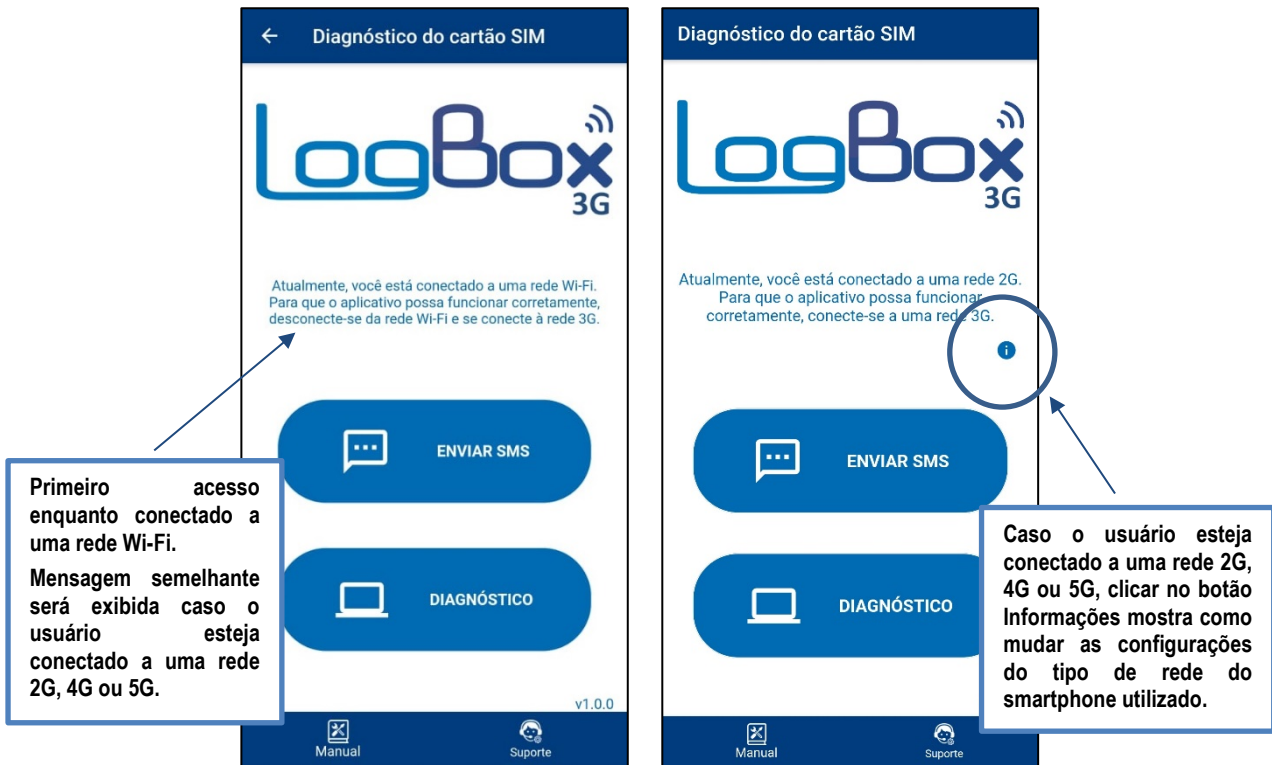 Diagnóstico do cartão SIM
LogBox
3G
Atualmente, você está conectado a uma rede Wi-Fi.
Para que o aplicativo possa funcionar corretamente,
desconecte-se da rede Wi-Fi e se conecte à rede 3G.
ENVIAR SMS
DIAGNÓSTICO
v1.0.0
Manual
Suporte
Primeiro acesso
enquanto conectado a
uma rede Wi-Fi.
Mensagem semelhante
será exibida caso o
usuário esteja
conectado a uma rede
2G, 4G ou 5G.
Diagnóstico do cartão SIM
LogBox
3G
Atualmente, você está conectado a uma rede 2G.
Para que o aplicativo possa funcionar
corretamente, conecte-se a uma rede 3G.
i
ENVIAR SMS
DIAGNÓSTICO
Manual
Suporte
Caso o usuário esteja
conectado a uma rede 2G,
4G ou 5G, clicar no botão
Informações mostra como
mudar as configurações
do tipo de rede do
smartphone utilizado.